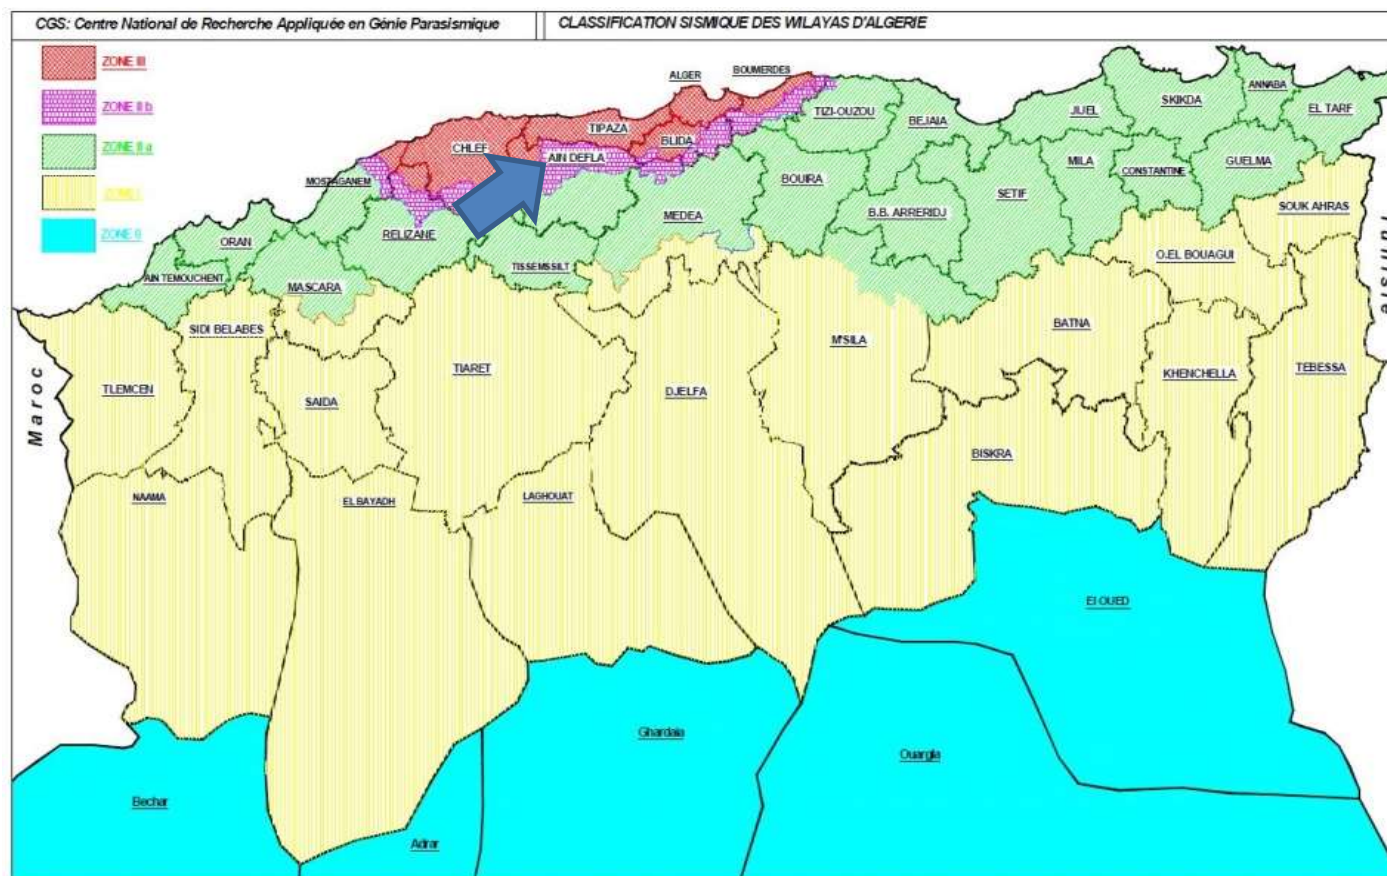 CGS: Centre National de Recherche Appliquée en Génie Parasismique
CLASSIFICATION SISMIQUE DES WILAYAS D'ALGERIE
ZONE III
ZONE II b
ZONE II a
ZONE I
ZONE 0
ALGER
BOUMERDES
TIPAZA
CHLEF
BLIDA
AIN DEFLA
TIZI-OUZOU
BEJAIA
JIJEL
SKIKDA
ANNABA
EL TARF
MOSTAGANEM
BOUIRA
MILA
CONSTANTINE
GUELMA
SETIF
ORAN
RELIZANE
MEDEA
B.B. ARRERIDJ
SOUK AHRAS
AIN TEMOUCHENT
MASCARA
TISSEMSSILT
O.EL BOUAGUI
SIDI BELABES
M'SILA
BATNA
Tunisie
Maroc
TLEMCEN
SAIDA
TIARET
DJELFA
KHENCHELLA
TEBESSA
BISKRA
NAAMA
EL BAYADH
LAGHOUAT
El OUED
Ghardaia
Ouargla
Bechar
Adrar